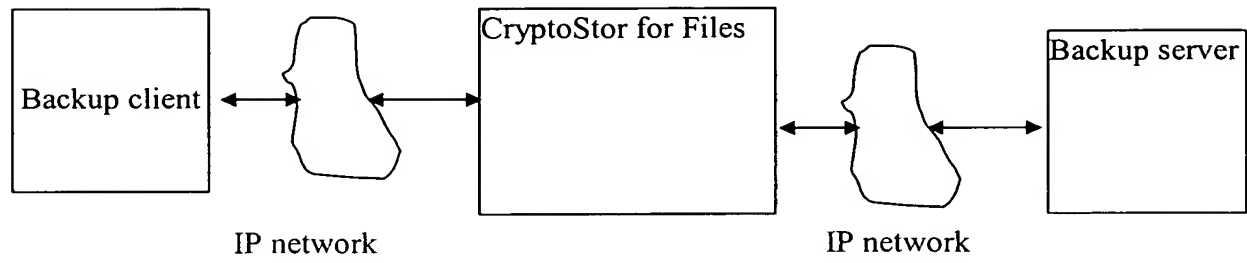 CryptoStor for Files
Backup server
Backup client
IP network
IP network